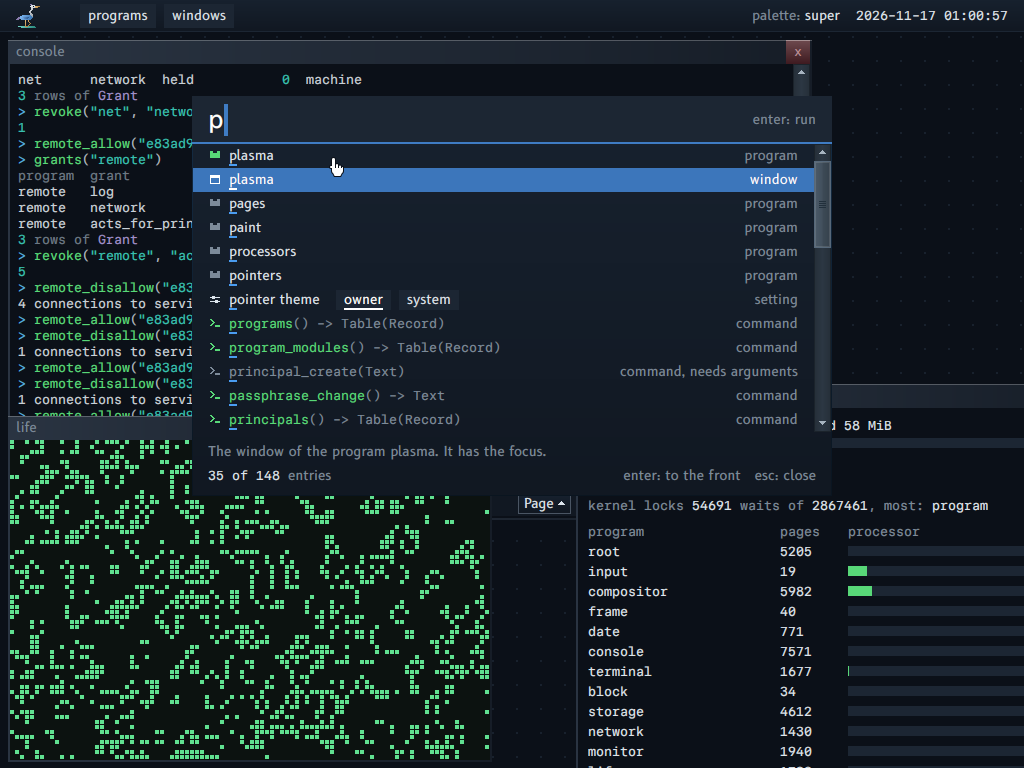 programs windows palette: super 2026-11-17 01:00:57
console x
net network held 0 machine
3 rows of Grant
> revoke("net", "netwo
1
> remote_allow("e83ad9
> grants("remote")
program grant
remote log
remote network
remote acts_for_prin
3 rows of Grant
> revoke("remote", "ac
5
> remote_disallow("e83
4 connections to servi
> remote_allow("e83ad9
> remote_disallow("e83
1 connections to servi
> remote_allow("e83ad9
> remote_disallow("e83
1 connections to servi
> remote_allow("e83ad9
p enter: run
plasma program
plasma window
pages program
paint program
processors program
pointers program
pointer theme owner system setting
programs() -> Table(Record) command
program_modules() -> Table(Record) command
principal_create(Text) command, needs arguments
passphrase_change() -> Text command
principals() -> Table(Record) command
The window of the program plasma. It has the focus.
35 of 148 entries enter: to the front esc: close
life
d 58 MiB
Page
kernel locks 54691 waits of 2867461, most: program
program pages processor
root 5205
input 19
compositor 5982
frame 40
date 771
console 7571
terminal 1677
block 34
storage 4612
network 1430
monitor 1940